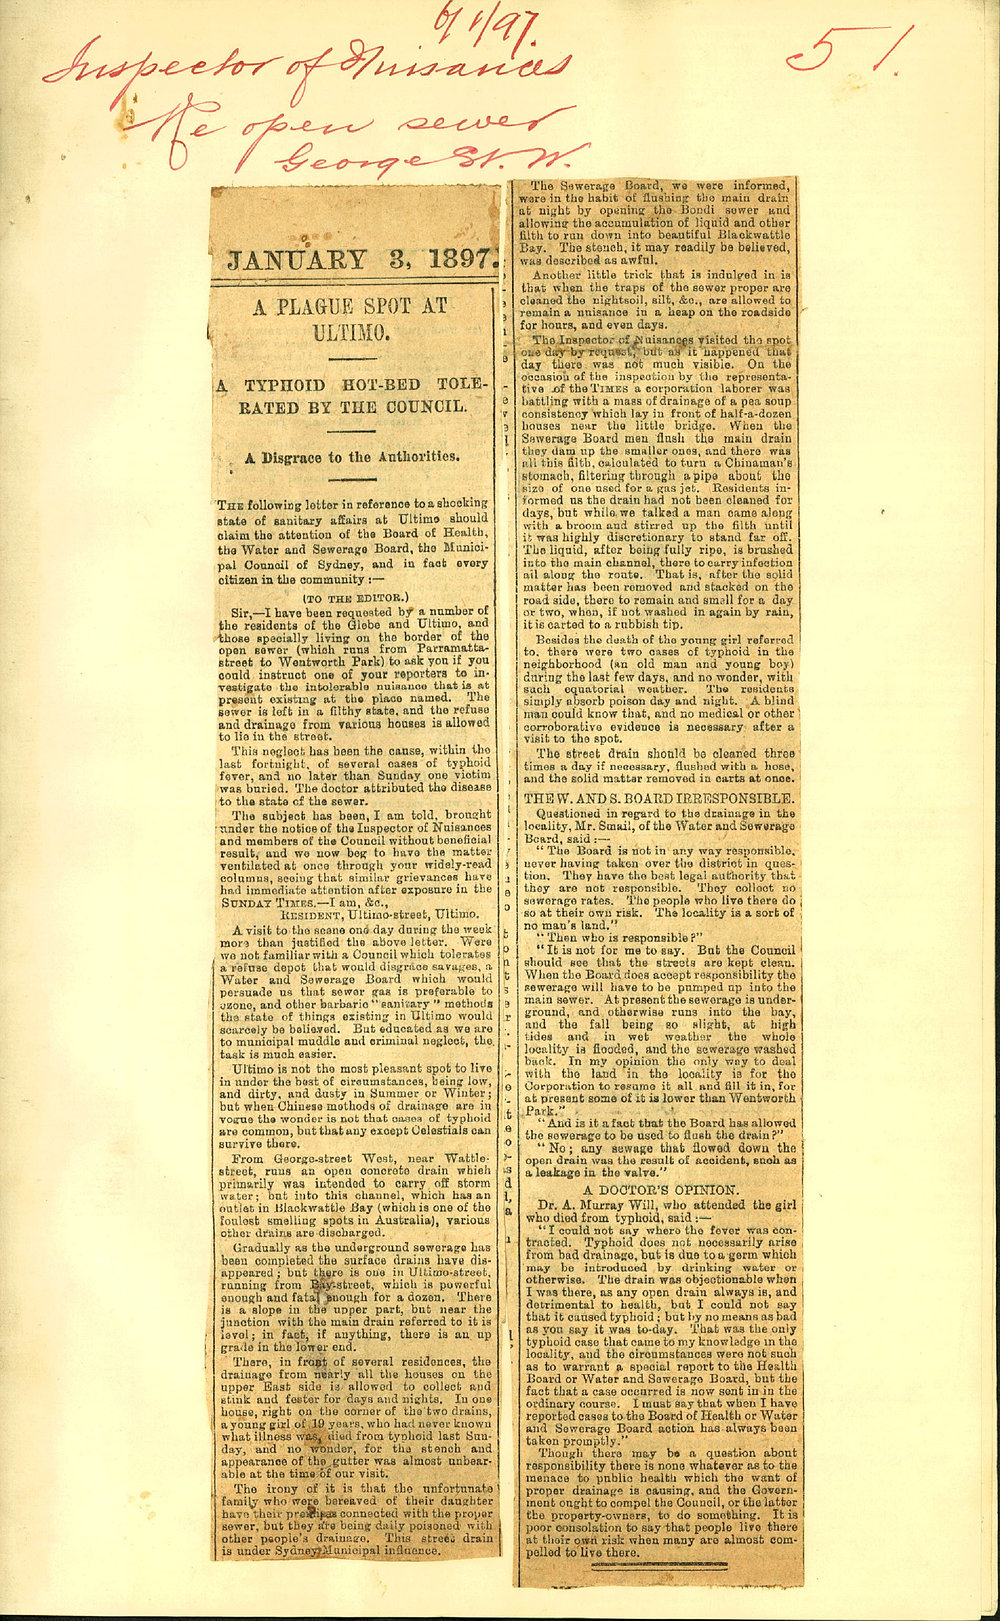 6/1/97.
51.
Inspector of Nuisances
Re open sewer
George St. W.
JANUARY 3, 1897.
A PLAGUE SPOT AT
ULTIMO.
A TYPHOID HOT-BED TOLE-
RATED BY THE COUNCIL.
A Disgrace to the Authorities.
THE following letter in reference to a shocking
state of sanitary affairs at Ultimo should
claim the attention of the Board of Health,
the Water and Sewerage Board, the Munici-
pal Council of Sydney, and in fact every
citizen in the community :—
(TO THE EDITOR.)
Sir,—I have been requested by a number of
the residents of the Glebe and Ultimo, and
those specially living on the border of the
open sewer (which runs from Parramatta-
street to Wentworth Park) to ask you if you
could instruct one of your reporters to in-
vestigate the intolerable nuisance that is at
present existing at the place named. The
sewer is left in a filthy state, and the refuse
and drainage from various houses is allowed
to lie in the street.
This neglect has been the cause, within the
last fortnight, of several cases of typhoid
fever, and no later than Sunday one victim
was buried. The doctor attributed the disease
to the state of the sewer.
The subject has been, I am told, brought
under the notice of the Inspector of Nuisances
and members of the Council without beneficial
result, and we now beg to have the matter
ventilated at once through your widely-read
columns, seeing that similar grievances have
had immediate attention after exposure in the
SUNDAY TIMES.—I am, &c.,
RESIDENT, Ultimo-street, Ultimo.
A visit to the scene one day during the week
more than justified the above letter. Were
we not familiar with a Council which tolerates
a refuse depot that would disgrace savages, a
Water and Sewerage Board which would
persuade us that sewer gas is preferable to
ozone, and other barbaric "sanitary" methods
the state of things existing in Ultimo would
scarcely be believed. But educated as we are
to municipal muddle and criminal neglect, the
task is much easier.
Ultimo is not the most pleasant spot to live
in under the best of circumstances, being low,
and dirty, and dusty in Summer or Winter;
but when Chinese methods of drainage are in
vogue the wonder is not that cases of typhoid
are common, but that any except Celestials can
survive there.
From George-street West, near Wattle-
street, runs an open concrete drain which
primarily was intended to carry off storm
water; but into this channel, which has an
outlet in Blackwattle Bay (which is one of the
foulest smelling spots in Australia), various
other drains are discharged.
Gradually as the underground sewerage has
been completed the surface drains have dis-
appeared; but there is one in Ultimo-street,
running from Bay-street, which is powerful
enough and fatal enough for a dozen. There
is a slope in the upper part, but near the
junction with the main drain referred to it is
level; in fact, if anything, there is an up
grade in the lower end.
There, in front of several residences, the
drainage from nearly all the houses on the
upper East side is allowed to collect and
stink and fester for days and nights. In one
house, right on the corner of the two drains,
a young girl of 19 years, who had never known
what illness was, died from typhoid last Sun-
day, and no wonder, for the stench and
appearance of the gutter was almost unbear-
able at the time of our visit.
The irony of it is that the unfortunate
family who were bereaved of their daughter
have their premises connected with the proper
sewer, but they are being daily poisoned with
other people's drainage. This street drain
is under Sydney Municipal influence.
The Sewerage Board, we were informed,
were in the habit of flushing the main drain
at night by opening the Bondi sewer and
allowing the accumulation of liquid and other
filth to run down into beautiful Blackwattle
Bay. The stench, it may readily be believed,
was described as awful.
Another little trick that is indulged in is
that when the traps of the sewer proper are
cleaned the nightsoil, silt, &c., are allowed to
remain a nuisance in a heap on the roadside
for hours, and even days.
The Inspector of Nuisances visited the spot
one day by request, but as it happened that
day there was not much visible. On the
occasion of the inspection by the representa-
tive of the TIMES a corporation laborer was
battling with a mass of drainage of a pea soup
consistency which lay in front of half-a-dozen
houses near the little bridge. When the
Sewerage Board men flush the main drain
they dam up the smaller ones, and there was
all this filth, calculated to turn a Chinaman's
stomach, filtering through a pipe about the
size of one used for a gas jet. Residents in-
formed us the drain had not been cleaned for
days, but while we talked a man came along
with a broom and stirred up the filth until
it was highly discretionary to stand far off.
The liquid, after being fully ripe, is brushed
into the main channel, there to carry infection
all along the route. That is, after the solid
matter has been removed and stacked on the
road side, there to remain and smell for a day
or two, when, if not washed in again by rain,
it is carted to a rubbish tip.
Besides the death of the young girl referred
to, there were two cases of typhoid in the
neighborhood (an old man and young boy)
during the last few days, and no wonder, with
such equatorial weather. The residents
simply absorb poison day and night. A blind
man could know that, and no medical or other
corroborative evidence is necessary after a
visit to the spot.
The street drain should be cleaned three
times a day if necessary, flushed with a hose,
and the solid matter removed in carts at once.
THE W. AND S. BOARD IRRESPONSIBLE.
Questioned in regard to the drainage in the
locality, Mr. Smail, of the Water and Sewerage
Board, said :—
"The Board is not in any way responsible,
never having taken over the district in ques-
tion. They have the best legal authority that
they are not responsible. They collect no
sewerage rates. The people who live there do
so at their own risk. The locality is a sort of
no man's land."
"Then who is responsible?"
"It is not for me to say. But the Council
should see that the streets are kept clean.
When the Board does accept responsibility the
sewerage will have to be pumped up into the
main sewer. At present the sewerage is under-
ground, and otherwise runs into the bay,
and the fall being so slight, at high
tides and in wet weather the whole
locality is flooded, and the sewerage washed
back. In my opinion the only way to deal
with the land in the locality is for the
Corporation to resume it all and fill it in, for
at present some of it is lower than Wentworth
Park."
"And is it a fact that the Board has allowed
the sewerage to be used to flush the drain?"
"No; any sewage that flowed down the
open drain was the result of accident, such as
a leakage in the valve."
A DOCTOR'S OPINION.
Dr. A. Murray Will, who attended the girl
who died from typhoid, said :—
"I could not say where the fever was con-
tracted. Typhoid does not necessarily arise
from bad drainage, but is due to a germ which
may be introduced by drinking water or
otherwise. The drain was objectionable when
I was there, as any open drain always is, and
detrimental to health, but I could not say
that it caused typhoid; but by no means as bad
as you say it was to-day. That was the only
typhoid case that came to my knowledge in the
locality, and the circumstances were not such
as to warrant a special report to the Health
Board or Water and Sewerage Board, but the
fact that a case occurred is now sent in in the
ordinary course. I must say that when I have
reported cases to the Board of Health or Water
and Sewerage Board action has always been
taken promptly."
Though there may be a question about
responsibility there is none whatever as to the
menace to public health which the want of
proper drainage is causing, and the Govern-
ment ought to compel the Council, or the latter
the property-owners, to do something. It is
poor consolation to say that people live there
at their own risk when many are almost com-
pelled to live there.